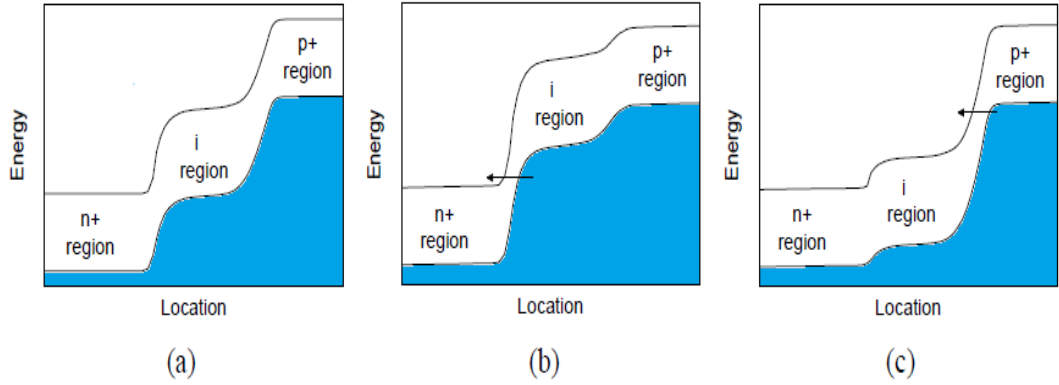 Energy
p+
region
i
region
n+
region
Location
(a)
Energy
i
region
p+
region
n+
region
Location
(b)
Energy
p+
region
i
region
n+
region
Location
(c)